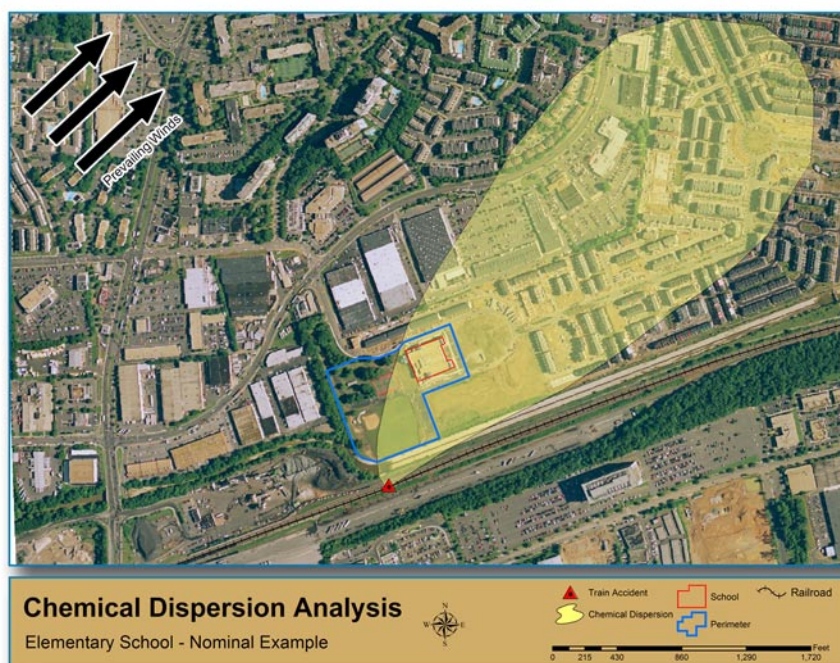 Prevailing Winds
Chemical Dispersion Analysis
Elementary School - Nominal Example
N
W
E
S
Train Accident
Chemical Dispersion
School
Perimeter
Railroad
Feet
0 215 430 860 1,290 1,720